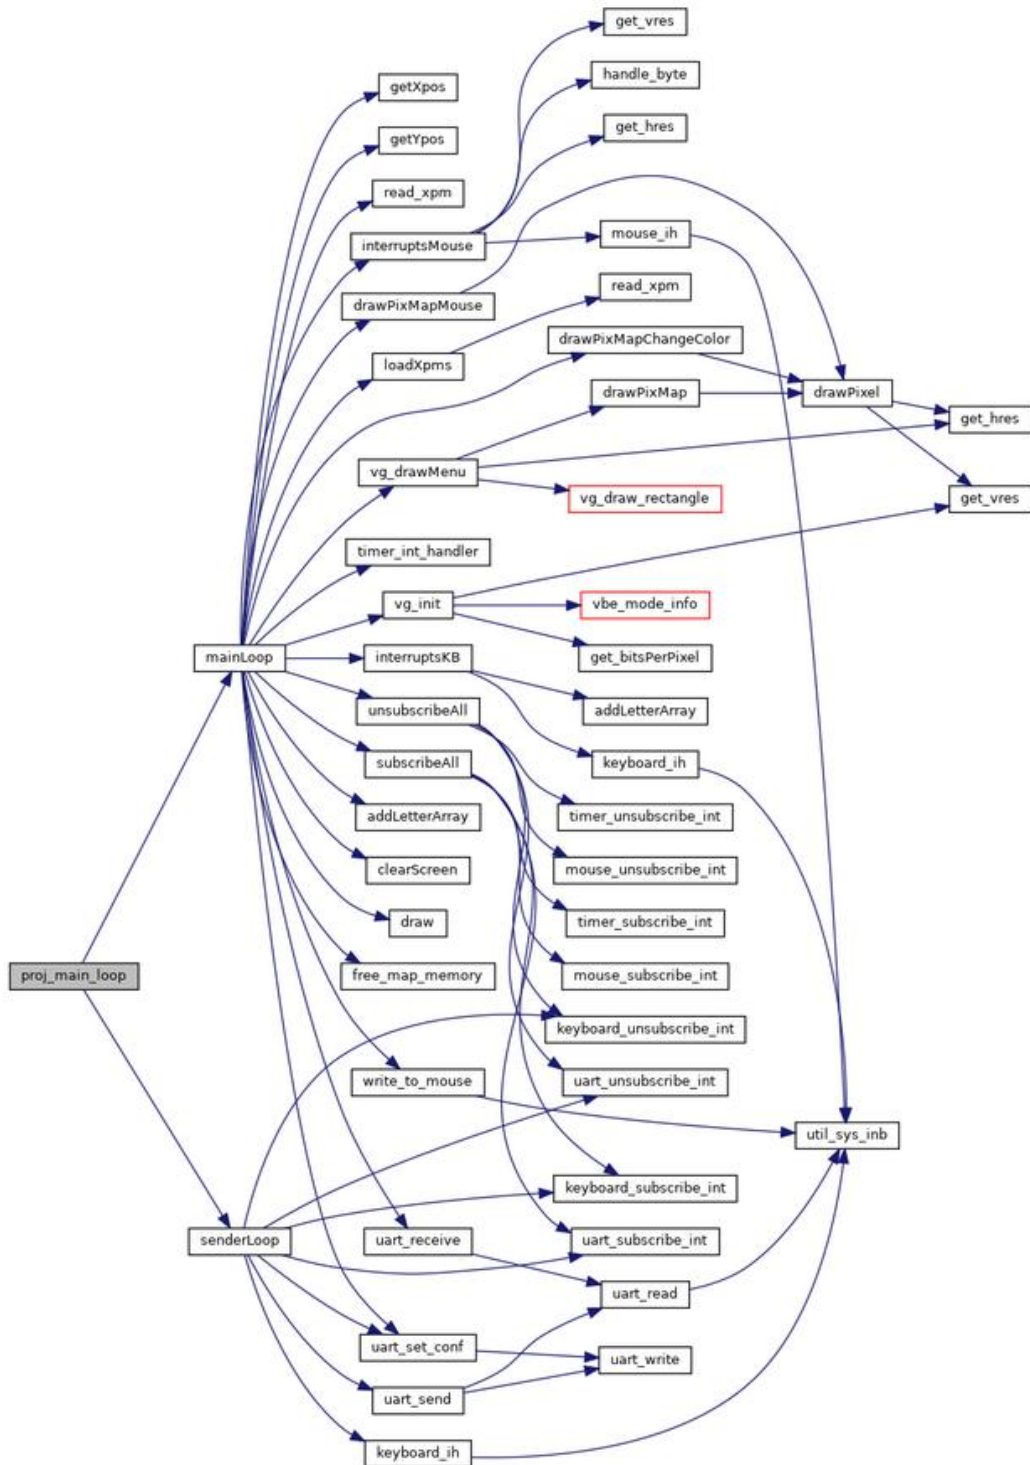 get_vres
handle_byte
getXpos
get_hres
getYpos
read_xpm
mouse_ih
interruptsMouse
read_xpm
drawPixMapMouse
drawPixMapChangeColor
loadXpms
drawPixMap
drawPixel
get_hres
vg_drawMenu
vg_draw_rectangle
get_vres
timer_int_handler
vg_init
vbe_mode_info
mainLoop
interruptsKB
get_bitsPerPixel
unsubscribeAll
addLetterArray
subscribeAll
keyboard_ih
addLetterArray
timer_unsubscribe_int
clearScreen
mouse_unsubscribe_int
draw
timer_subscribe_int
proj_main_loop
free_map_memory
mouse_subscribe_int
keyboard_unsubscribe_int
write_to_mouse
uart_unsubscribe_int
util_sys_inb
keyboard_subscribe_int
senderLoop
uart_receive
uart_subscribe_int
uart_read
uart_set_conf
uart_write
uart_send
keyboard_ih